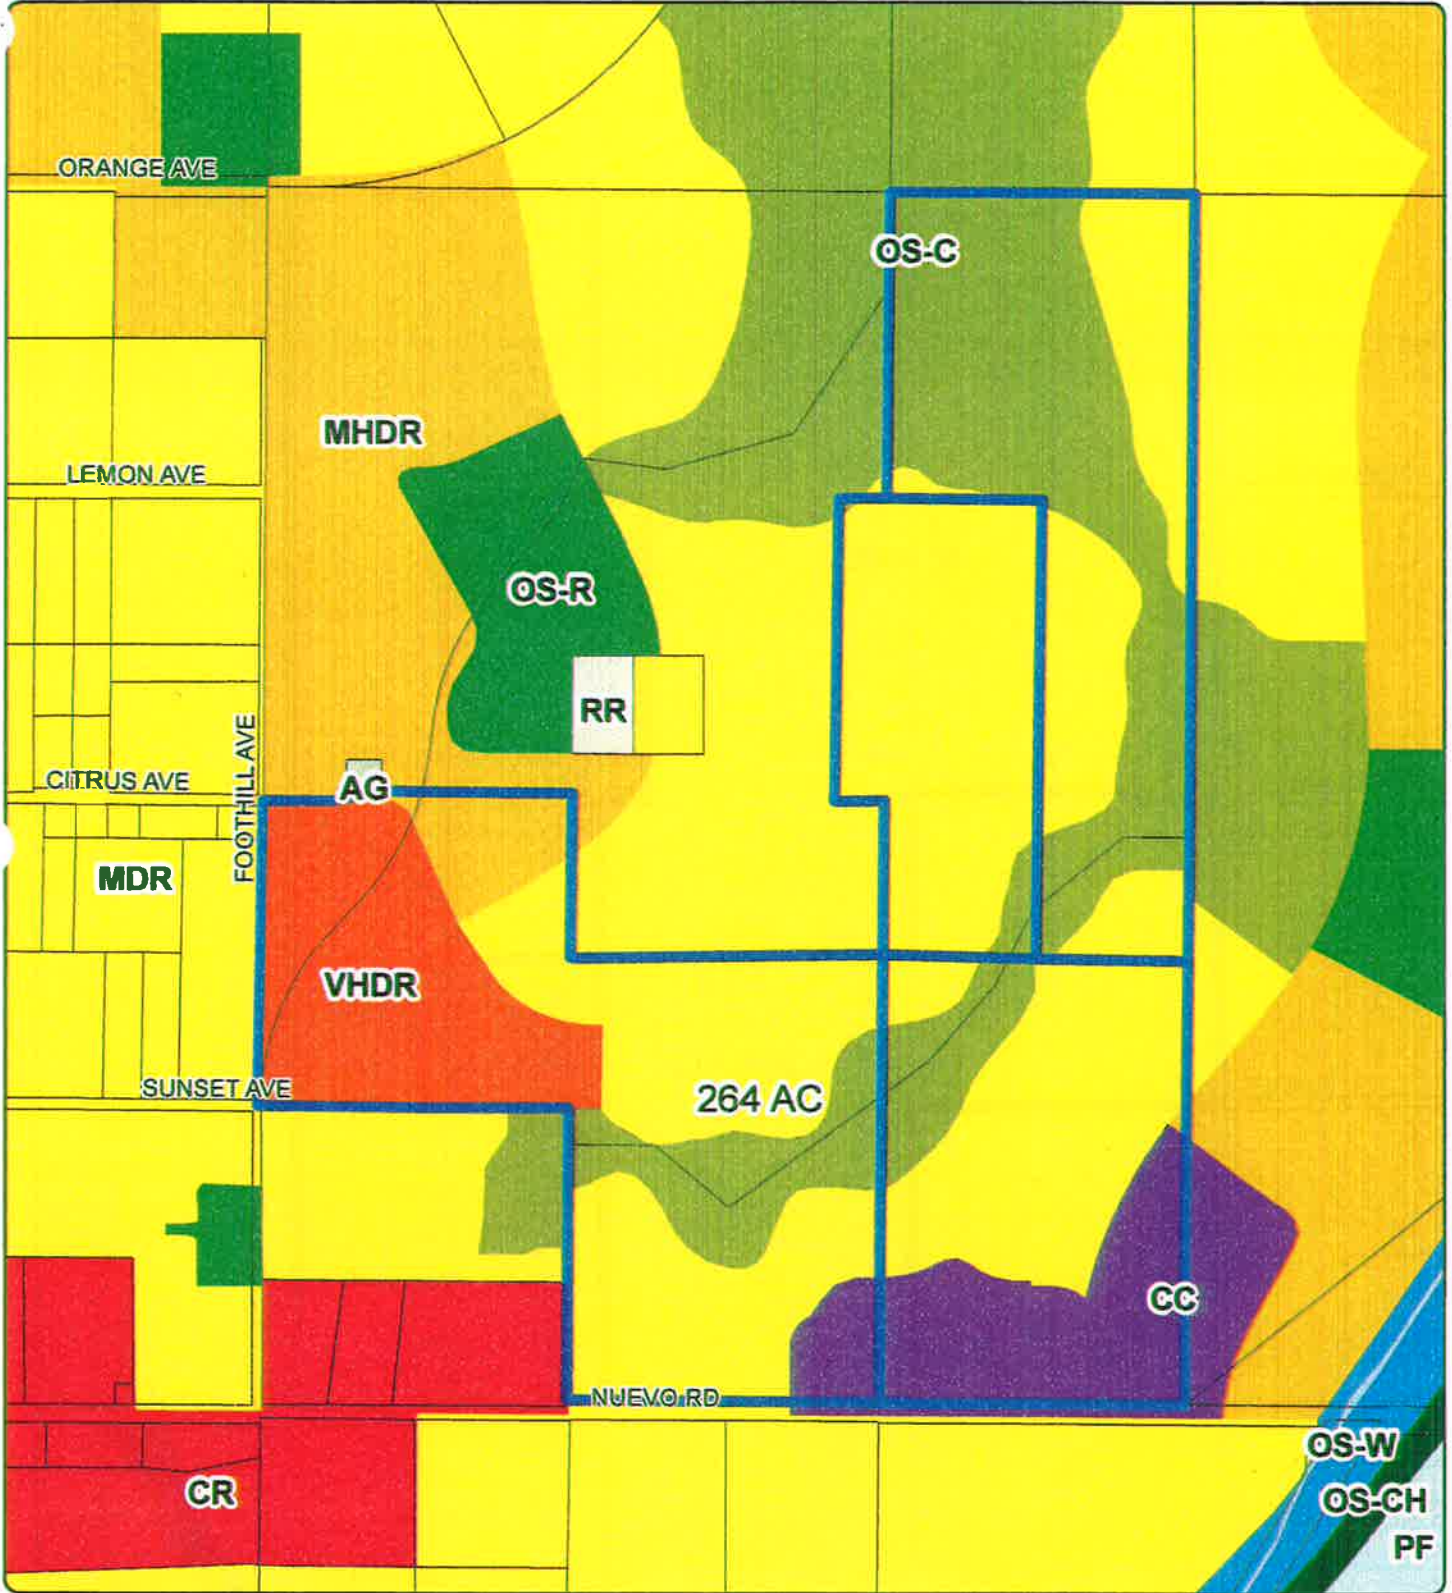 ORANGE AVE
OS-C
MHDR
LEMON AVE
OS-R
RR
FOOTHILL AVE
CITRUS AVE
AG
MDR
VHDR
SUNSET AVE
264 AC
CC
NUEVO RD
OS-W
CR
OS-CH
PF